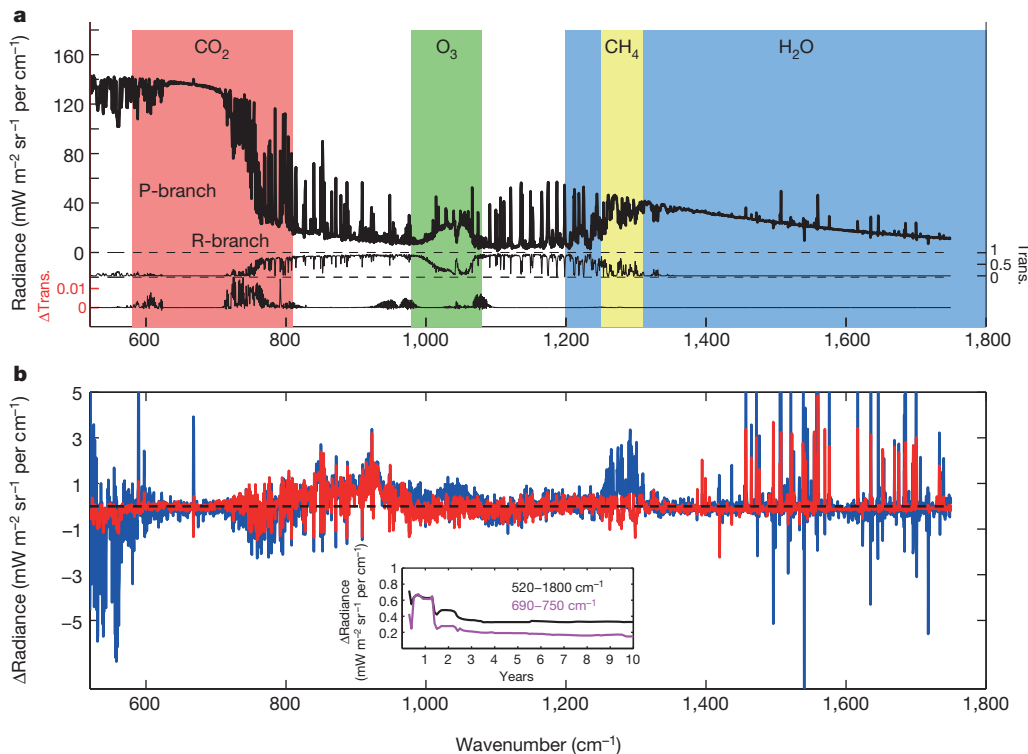 a
CO2
O3
CH4
H2O
160
120
80
40
0
Radiance (mW m−2 sr−1 per cm−1)
P-branch
R-branch
1
0.5
0
Trans.
0.01
0
Δ Trans.
600 800 1,000 1,200 1,400 1,600 1,800
b
5
3
1
−1
−3
−5
ΔRadiance (mW m−2 sr−1 per cm−1)
1
0.8
0.6
0.4
0.2
ΔRadiance
(mW m−2 sr−1 per cm−1)
520–1800 cm−1
690–750 cm−1
1 2 3 4 5 6 7 8 9 10
Years
600 800 1,000 1,200 1,400 1,600 1,800
Wavenumber (cm−1)